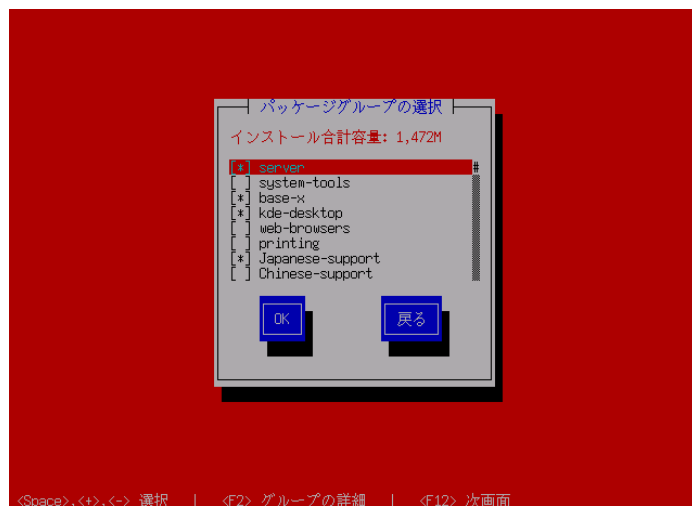 パッケージグループの選択
インストール合計容量: 1,472M
[*] server #
[ ] system-tools
[*] base-x
[*] kde-desktop
[ ] web-browsers
[ ] printing
[*] Japanese-support
[ ] Chinese-support
OK 戻る
<Space>,<+>,<-> 選択 | <F2> グループの詳細 | <F12> 次画面